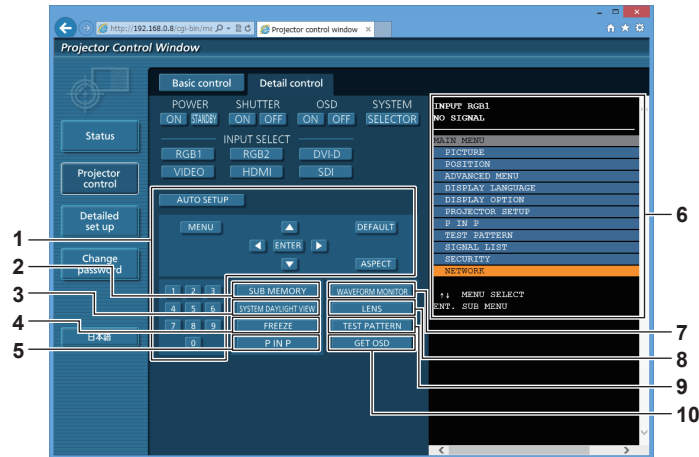 http://192.168.0.8/cgi-bin/ma
Projector control window
Projector Control Window
Basic control
Detail control
POWER
SHUTTER
OSD
SYSTEM
ON
STANDBY
ON
OFF
ON
OFF
SELECTOR
INPUT SELECT
RGB1
RGB2
DVI-D
VIDEO
HDMI
SDI
Status
Projector
control
Detailed
set up
Change
password
日本語
AUTO SETUP
MENU
DEFAULT
ENTER
ASPECT
1 2 3
SUB MEMORY
WAVEFORM MONITOR
4 5 6
SYSTEM DAYLIGHT VIEW
LENS
7 8 9
FREEZE
TEST PATTERN
0
P IN P
GET OSD
INPUT RGB1
NO SIGNAL
MAIN MENU
PICTURE
POSITION
ADVANCED MENU
DISPLAY LANGUAGE
DISPLAY OPTION
PROJECTOR SETUP
P IN P
TEST PATTERN
SIGNAL LIST
SECURITY
NETWORK
↑↓ MENU SELECT
ENT. SUB MENU
1
2
3
4
5
6
7
8
9
10